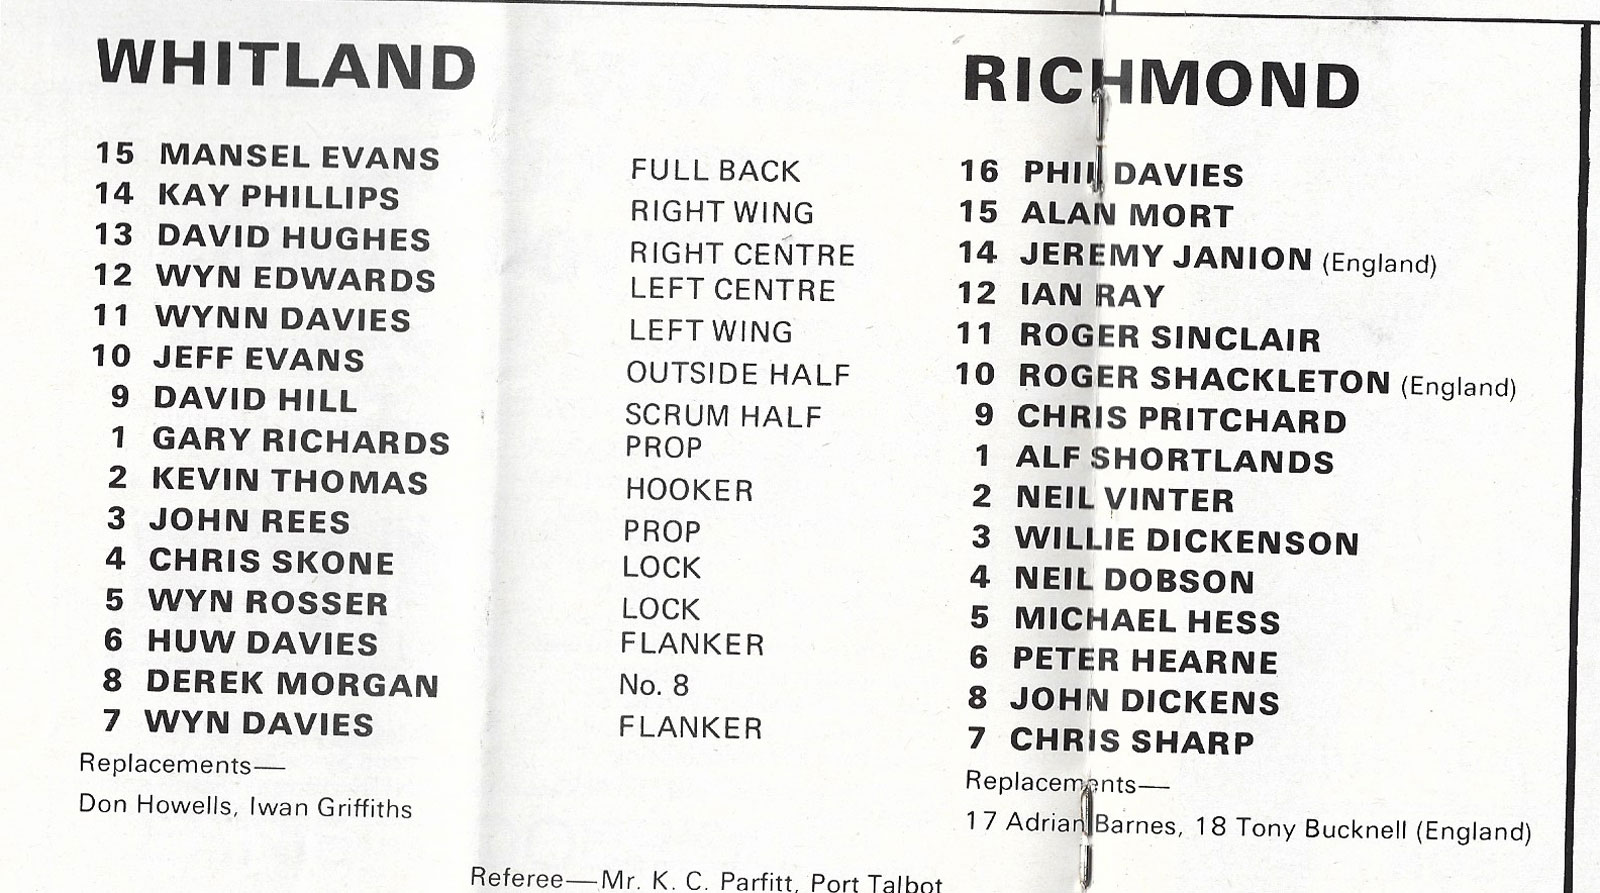 WHITLAND RICHMOND
15 MANSEL EVANS FULL BACK 16 PHIL DAVIES
14 KAY PHILLIPS RIGHT WING 15 ALAN MORT
13 DAVID HUGHES RIGHT CENTRE 14 JEREMY JANION (England)
12 WYN EDWARDS LEFT CENTRE 12 IAN RAY
11 WYNN DAVIES LEFT WING 11 ROGER SINCLAIR
10 JEFF EVANS OUTSIDE HALF 10 ROGER SHACKLETON (England)
9 DAVID HILL SCRUM HALF 9 CHRIS PRITCHARD
1 GARY RICHARDS PROP 1 ALF SHORTLANDS
2 KEVIN THOMAS HOOKER 2 NEIL VINTER
3 JOHN REES PROP 3 WILLIE DICKENSON
4 CHRIS SKONE LOCK 4 NEIL DOBSON
5 WYN ROSSER LOCK 5 MICHAEL HESS
6 HUW DAVIES FLANKER 6 PETER HEARNE
8 DEREK MORGAN No. 8 8 JOHN DICKENS
7 WYN DAVIES FLANKER 7 CHRIS SHARP
Replacements— Replacements—
Don Howells, Iwan Griffiths 17 Adrian Barnes, 18 Tony Bucknell (England)
Referee—Mr. K. C. Parfitt, Port Talbot